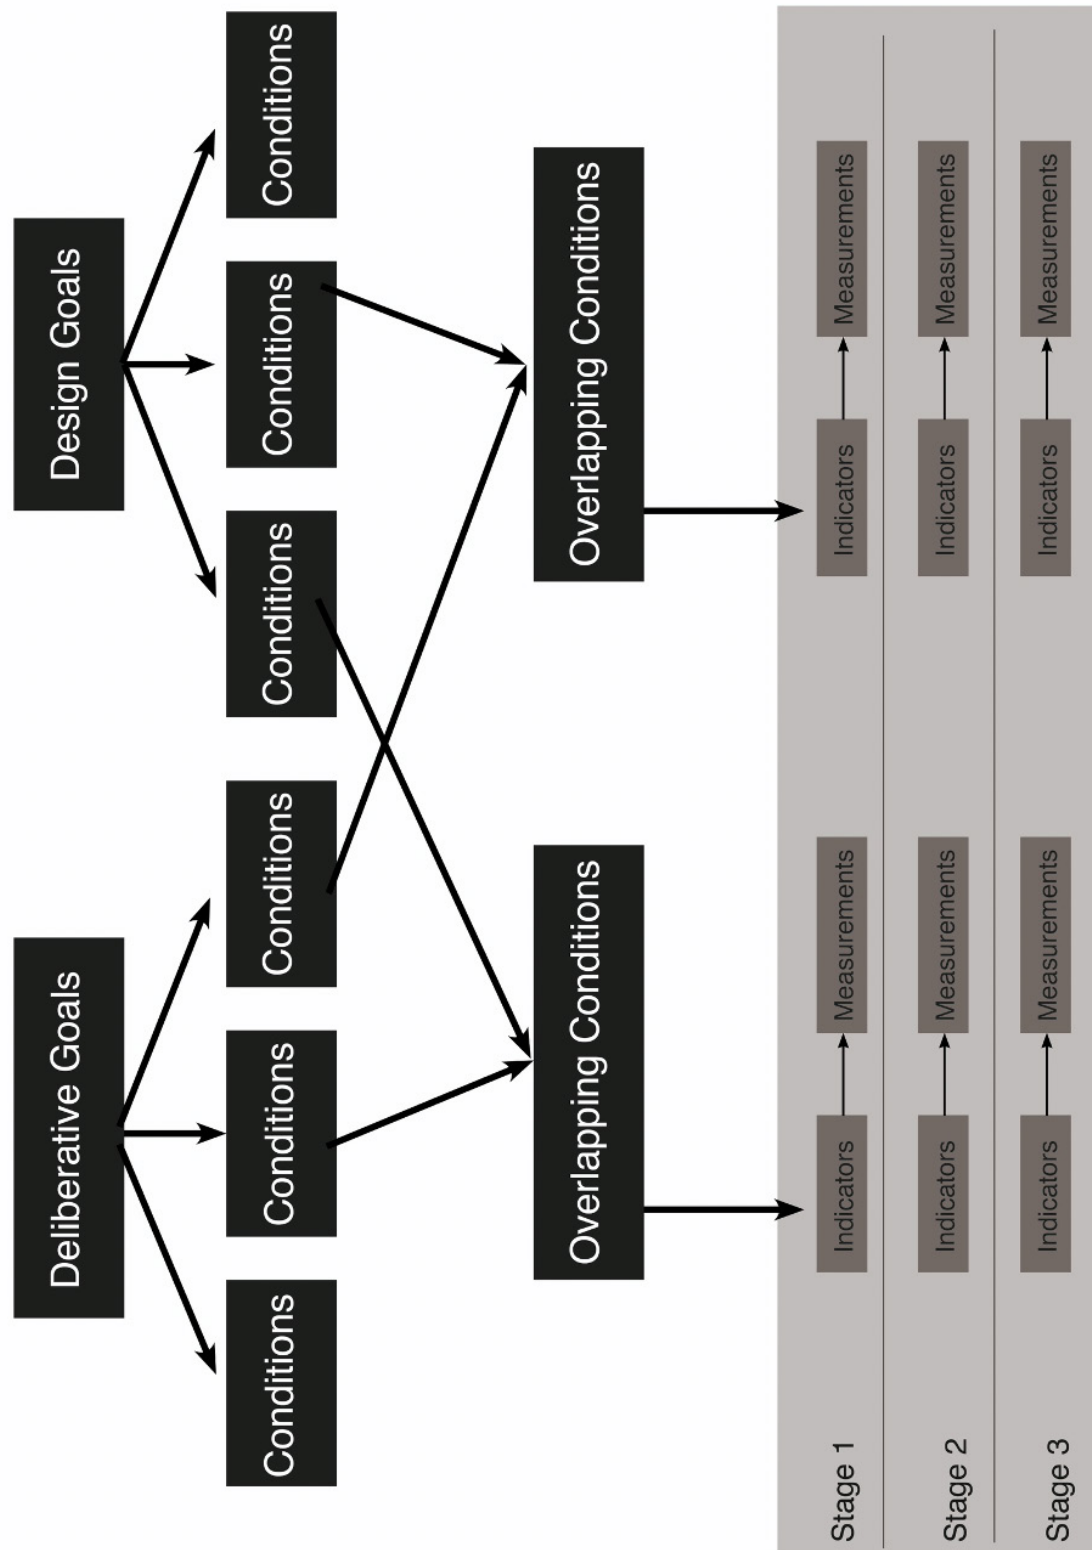 Deliberative Goals
Design Goals
Conditions
Conditions
Conditions
Conditions
Conditions
Conditions
Overlapping Conditions
Overlapping Conditions
Stage 1
Indicators
Measurements
Indicators
Measurements
Stage 2
Indicators
Measurements
Indicators
Measurements
Stage 3
Indicators
Measurements
Indicators
Measurements